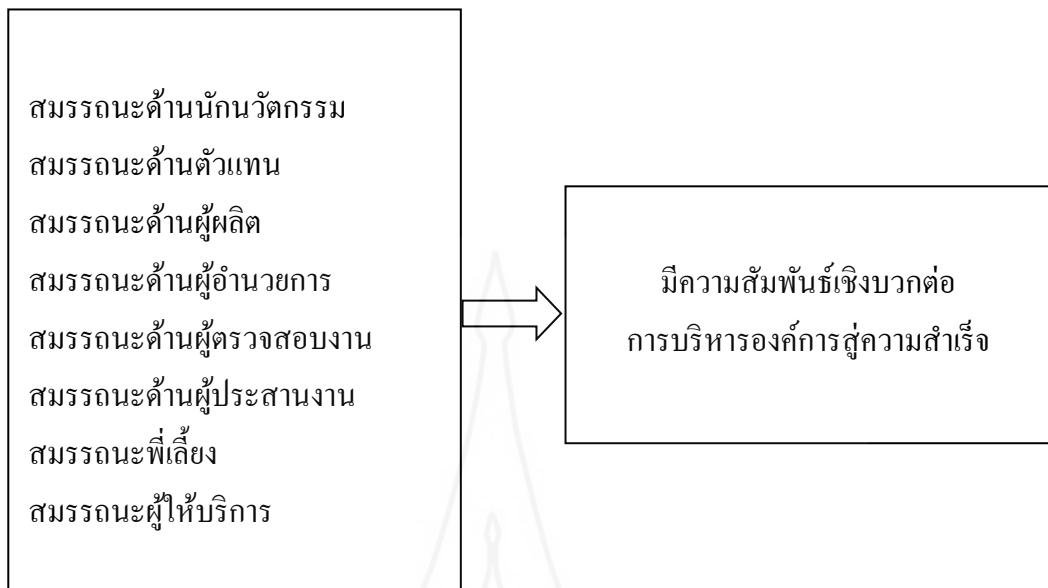 สมรรถนะด้านนักนวัตกรรม
สมรรถนะด้านตัวแทน
สมรรถนะด้านผู้ผลิต
สมรรถนะด้านผู้อำนวยการ
สมรรถนะด้านผู้ตรวจสอบงาน
สมรรถนะด้านผู้ประสานงาน
สมรรถนะพี่เลี้ยง
สมรรถนะผู้ให้บริการ
มีความสัมพันธ์เชิงบวกต่อ
การบริหารองค์การสู่ความสำเร็จ